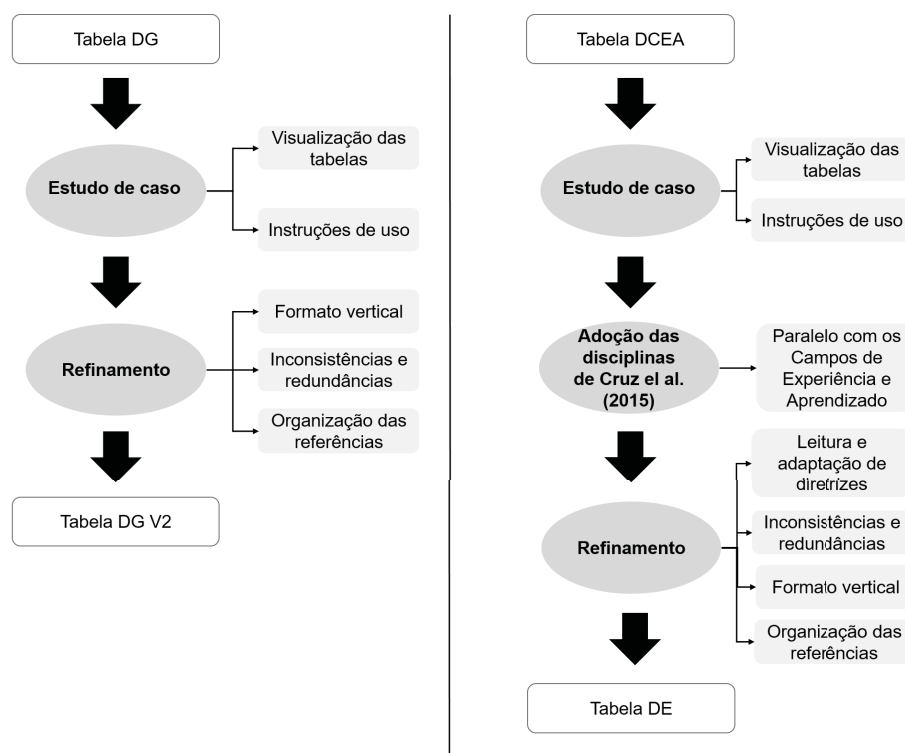 Tabela DG
Estudo de caso
Visualização das
tabelas
Instruções de uso
Refinamento
Formato vertical
Inconsistências e
redundâncias
Organização das
referências
Tabela DG V2
Tabela DCEA
Estudo de caso
Visualização das
tabelas
Instruções de uso
Adoção das
disciplinas
de Cruz el al.
(2015)
Paralelo com os
Campos de
Experiência e
Aprendizado
Refinamento
Leitura e
adaptação de
diretrízes
Inconsistências e
redundâncias
Formato vertical
Organização das
referências
Tabela DE